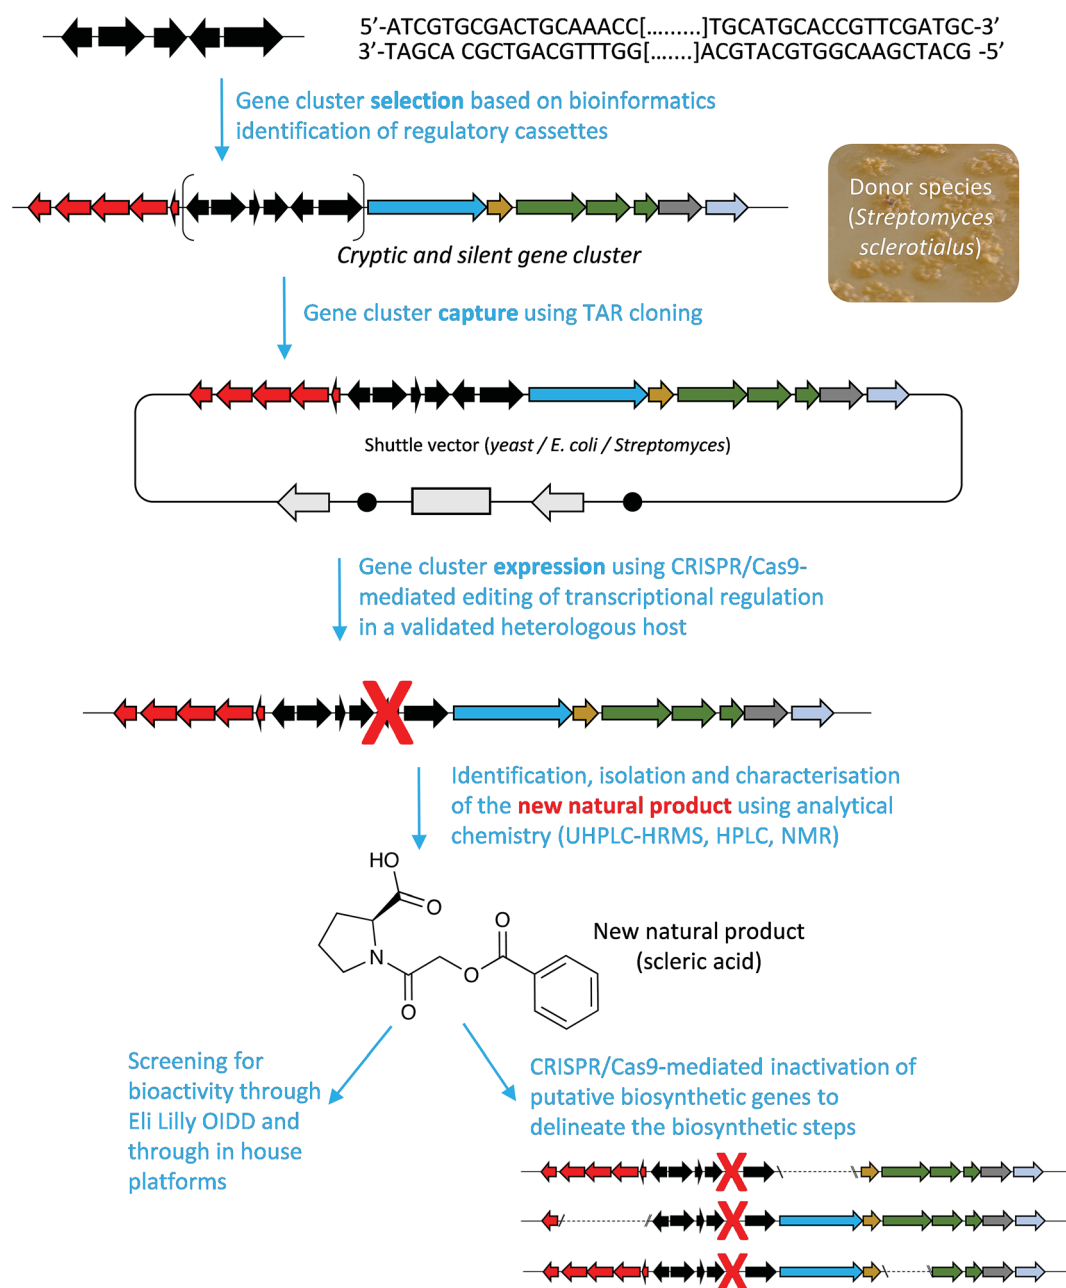 5’-ATCGTGCGACTGCAAACC[….…..]TGCATGCACCGTTCGATGC-3’
3’-TAGCA CGCTGACGTTTGG[….....]ACGTACGTGGCAAGCTACG -5’
Gene cluster selection based on bioinformatics
identification of regulatory cassettes
Donor species
(Streptomyces
sclerotialus)
Cryptic and silent gene cluster
Gene cluster capture using TAR cloning
Shuttle vector (yeast / E. coli / Streptomyces)
Gene cluster expression using CRISPR/Cas9-
mediated editing of transcriptional regulation
in a validated heterologous host
X
Identification, isolation and characterisation
of the new natural product using analytical
chemistry (UHPLC-HRMS, HPLC, NMR)
HO
O
O
N
O
O
New natural product
(scleric acid)
Screening for
bioactivity through
Eli Lilly OIDD and
through in house
platforms
CRISPR/Cas9-mediated inactivation of
putative biosynthetic genes to
delineate the biosynthetic steps
X
X
X